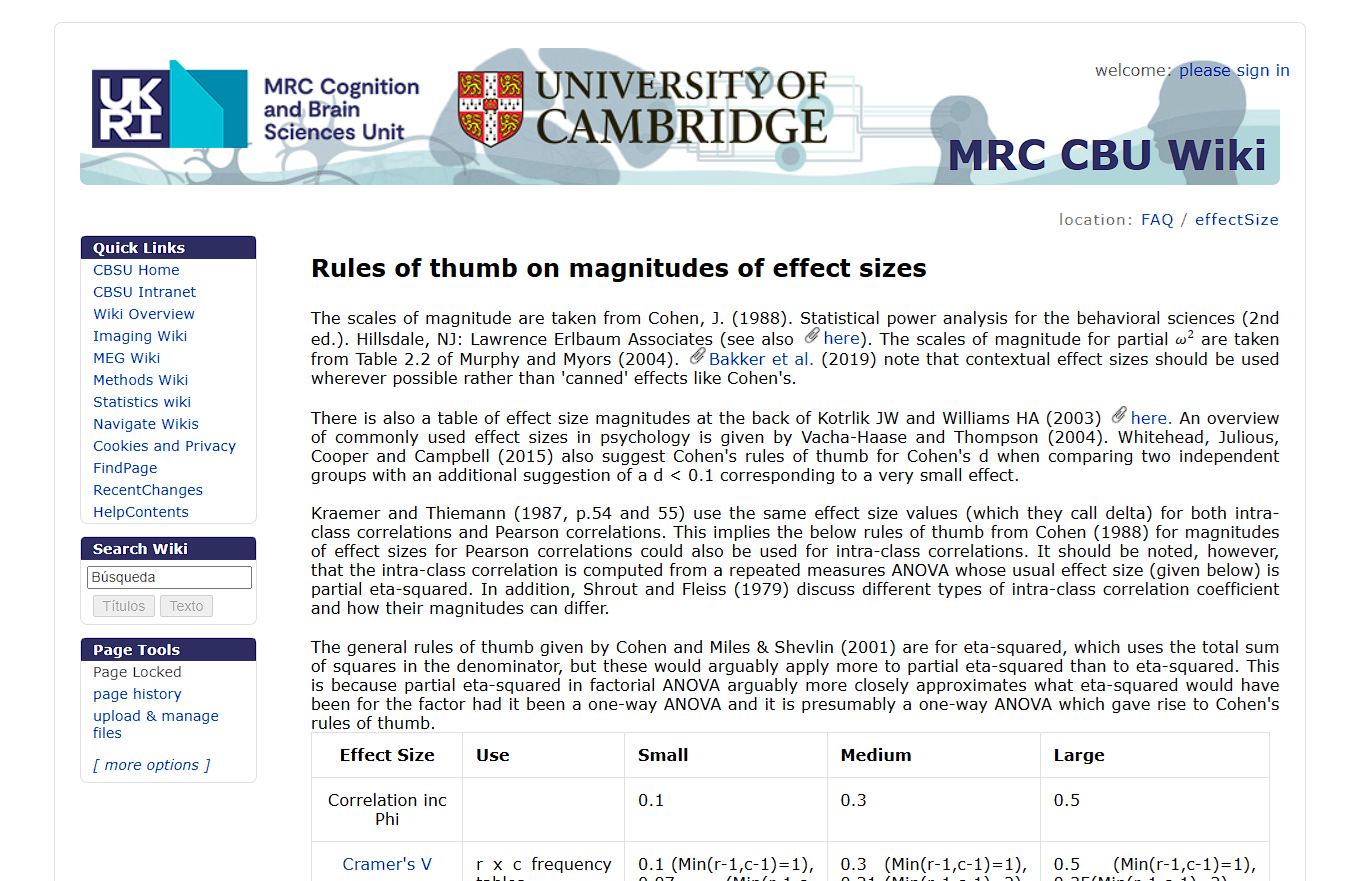 UK
RI
MRC Cognition
and Brain
Sciences Unit
UNIVERSITY OF
CAMBRIDGE
welcome: please sign in
MRC CBU Wiki
location: FAQ / effectSize
Quick Links
CBSU Home
CBSU Intranet
Wiki Overview
Imaging Wiki
MEG Wiki
Methods Wiki
Statistics wiki
Navigate Wikis
Cookies and Privacy
FindPage
RecentChanges
HelpContents
Search Wiki
Búsqueda
Títulos Texto
Page Tools
Page Locked
page history
upload & manage
files
[ more options ]
Rules of thumb on magnitudes of effect sizes
The scales of magnitude are taken from Cohen, J. (1988). Statistical power analysis for the behavioral sciences (2nd
ed.). Hillsdale, NJ: Lawrence Erlbaum Associates (see also here). The scales of magnitude for partial ω² are taken
from Table 2.2 of Murphy and Myors (2004). Bakker et al. (2019) note that contextual effect sizes should be used
wherever possible rather than 'canned' effects like Cohen's.
There is also a table of effect size magnitudes at the back of Kotrlik JW and Williams HA (2003) here. An overview
of commonly used effect sizes in psychology is given by Vacha-Haase and Thompson (2004). Whitehead, Julious,
Cooper and Campbell (2015) also suggest Cohen's rules of thumb for Cohen's d when comparing two independent
groups with an additional suggestion of a d < 0.1 corresponding to a very small effect.
Kraemer and Thiemann (1987, p.54 and 55) use the same effect size values (which they call delta) for both intra-
class correlations and Pearson correlations. This implies the below rules of thumb from Cohen (1988) for magnitudes
of effect sizes for Pearson correlations could also be used for intra-class correlations. It should be noted, however,
that the intra-class correlation is computed from a repeated measures ANOVA whose usual effect size (given below) is
partial eta-squared. In addition, Shrout and Fleiss (1979) discuss different types of intra-class correlation coefficient
and how their magnitudes can differ.
The general rules of thumb given by Cohen and Miles & Shevlin (2001) are for eta-squared, which uses the total sum
of squares in the denominator, but these would arguably apply more to partial eta-squared than to eta-squared. This
is because partial eta-squared in factorial ANOVA arguably more closely approximates what eta-squared would have
been for the factor had it been a one-way ANOVA and it is presumably a one-way ANOVA which gave rise to Cohen's
rules of thumb.
Effect Size Use Small Medium Large
Correlation inc 0.1 0.3 0.5
Phi
Cramer's V r x c frequency 0.1 (Min(r-1,c-1)=1), 0.3 (Min(r-1,c-1)=1), 0.5 (Min(r-1,c-1)=1),